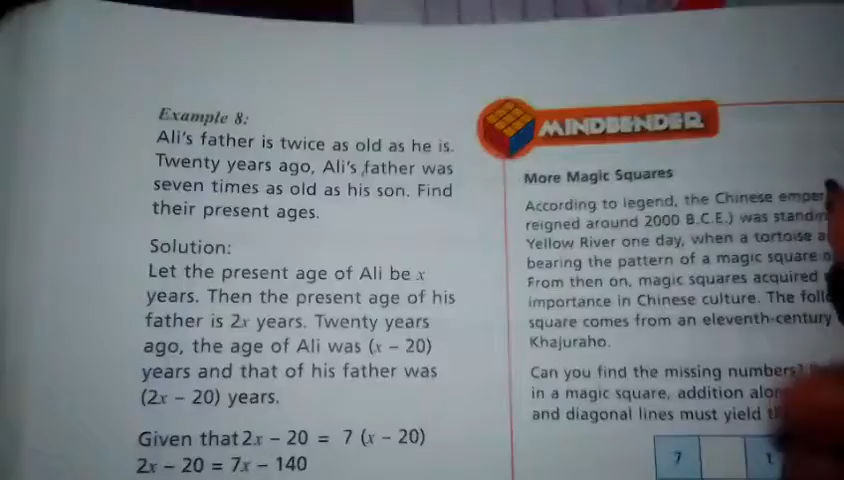 Example 8:
Ali's father is twice as old as he is.
Twenty years ago, Ali's father was
seven times as old as his son. Find
their present ages.
Solution:
Let the present age of Ali be x
years. Then the present age of his
father is 2x years. Twenty years
ago, the age of Ali was (x – 20)
years and that of his father was
(2x – 20) years.
Given that 2x – 20 = 7 (x – 20)
2x – 20 = 7x – 140
MINDBENDER
More Magic Squares
According to legend, the Chinese emper
reigned around 2000 B.C.E.) was standin
Yellow River one day, when a tortoise a
bearing the pattern of a magic square o
From then on, magic squares acquired
importance in Chinese culture. The foll
square comes from an eleventh-century
Khajuraho.
Can you find the missing numbers?
in a magic square, addition alon
and diagonal lines must yield th
7 1